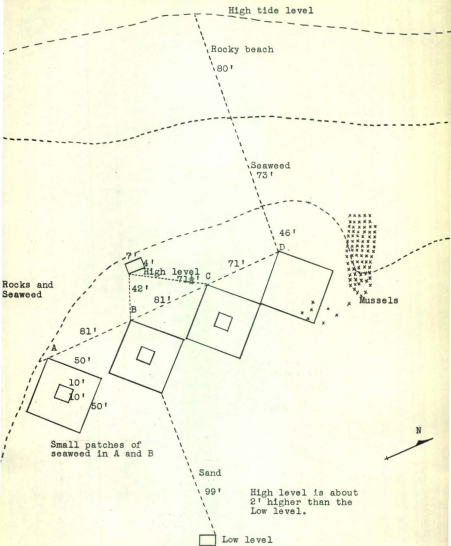 High tide level
Rocky beach
80'
Seaweed
73'
46'
D.
7'
4'
High level
71½'
C
71'
Rocks and
Seaweed
42'
81'
B
Mussels
81'
A
50'
10'
10'
50'
Small patches of
seaweed in A and B
N
Sand
99'
High level is about
2' higher than the
Low level.
Low level